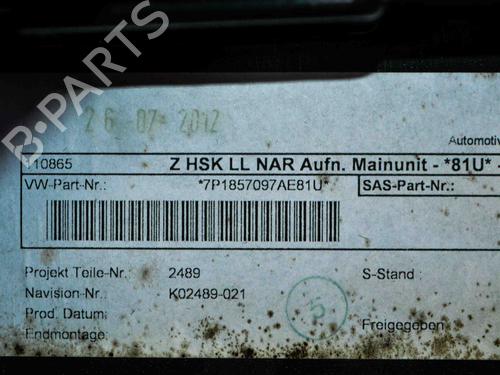 B-PARTS
26 07 2012
Automotiv
110865
Z HSK LL NAR Aufn. Mainunit - *81U* -
VW-Part-Nr.: *7P1857097AE81U* SAS-Part-Nr.:
Projekt Teile-Nr.: 2489 S-Stand :
Navision-Nr.: K02489-021
Prod. Datum: 5
Endmontage: Freigegeben